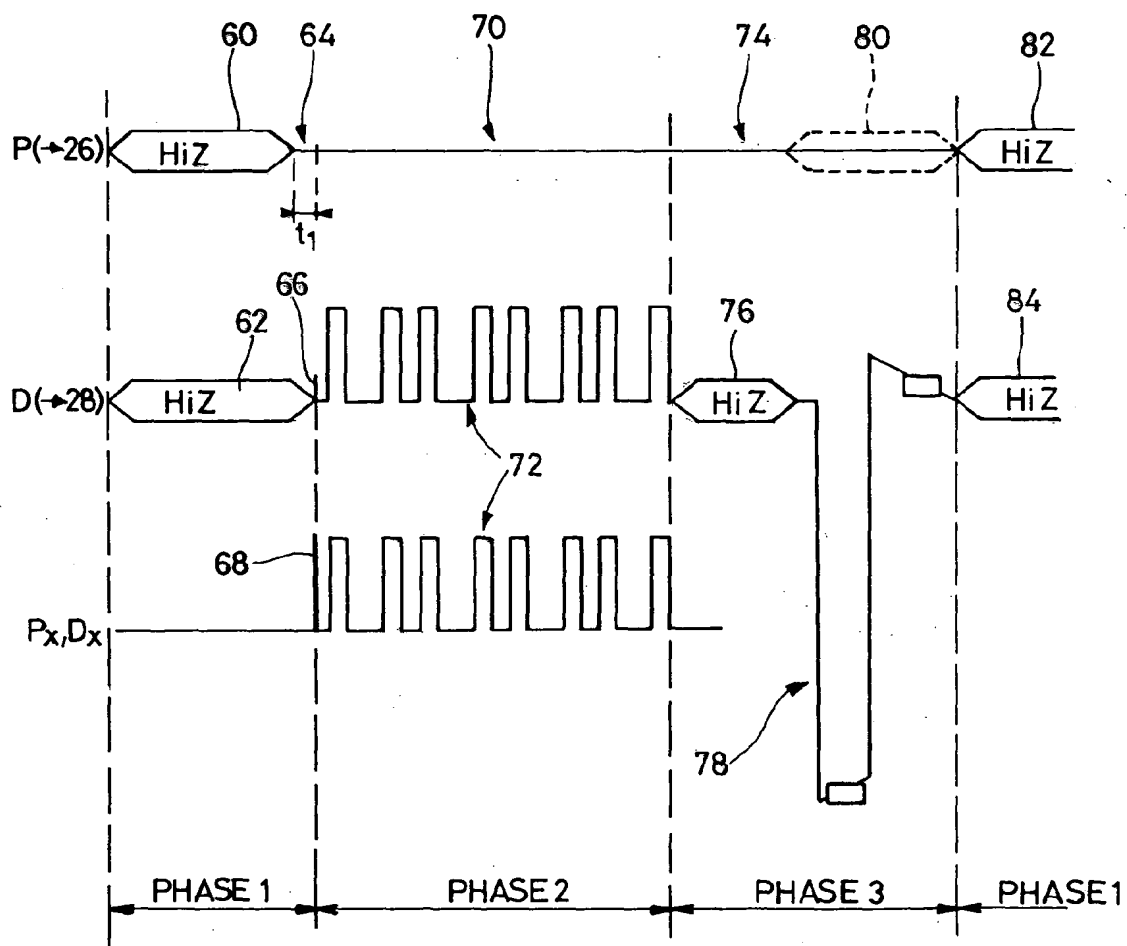 60 64 70 74 80 82
P(→26) HiZ HiZ
t1
66 62 76 84
D(→28) HiZ HiZ HiZ
72
68
Px,Dx
78
PHASE 1 PHASE 2 PHASE 3 PHASE 1